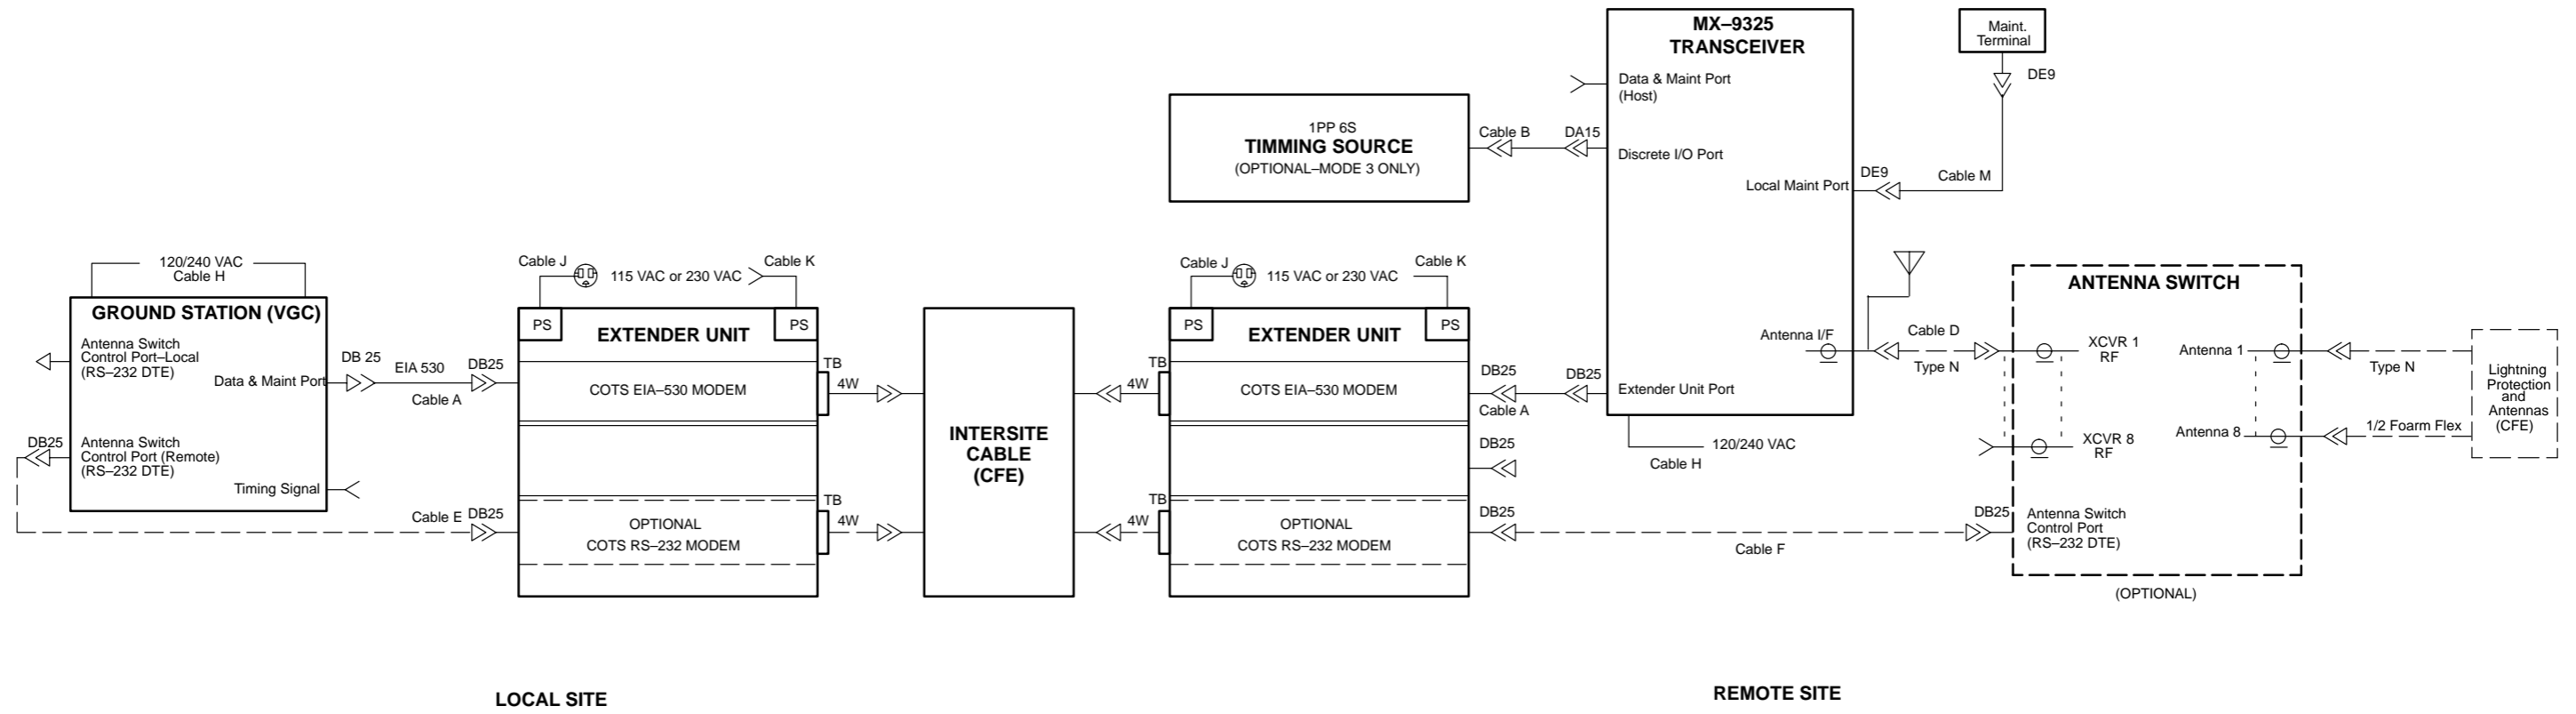 MX–9325
TRANSCEIVER
Data & Maint Port
(Host)
Discrete I/O Port
Local Maint Port
Antenna I/F
Extender Unit Port
Maint.
Terminal
DE9
DE9
Cable M
1PP 6S
TIMMING SOURCE
(OPTIONAL–MODE 3 ONLY)
Cable B
DA15
120/240 VAC
Cable H
GROUND STATION (VGC)
Antenna Switch
Control Port–Local
(RS–232 DTE)
Data & Maint Port
Antenna Switch
Control Port (Remote)
(RS–232 DTE)
Timing Signal
DB25
DB 25
EIA 530
DB25
Cable A
Cable E
DB25
Cable J
115 VAC or 230 VAC
Cable K
PS
EXTENDER UNIT
PS
TB
COTS EIA–530 MODEM
4W
TB
OPTIONAL
COTS RS–232 MODEM
4W
INTERSITE
CABLE
(CFE)
Cable J
115 VAC or 230 VAC
Cable K
PS
EXTENDER UNIT
PS
TB
4W
COTS EIA–530 MODEM
TB
4W
OPTIONAL
COTS RS–232 MODEM
DB25
DB25
Cable A
DB25
DB25
Cable F
DB25
120/240 VAC
Cable H
Cable D
Type N
ANTENNA SWITCH
XCVR 1
RF
Antenna 1
XCVR 8
RF
Antenna 8
Antenna Switch
Control Port
(RS–232 DTE)
(OPTIONAL)
Type N
1/2 Foarm Flex
Lightning
Protection
and
Antennas
(CFE)
LOCAL SITE
REMOTE SITE